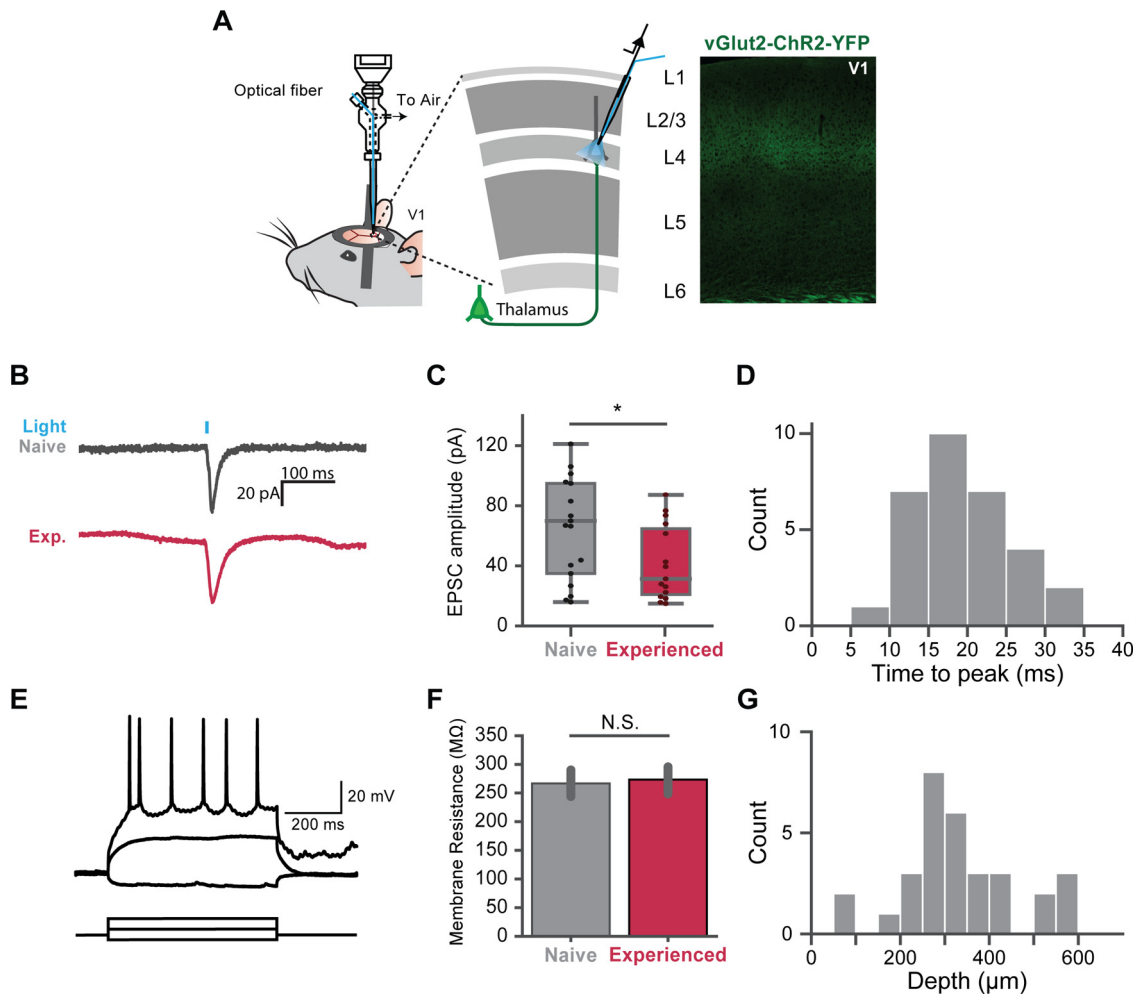 A
Optical fiber
To Air
V1
Thalamus
L1
L2/3
L4
L5
L6
vGlut2-ChR2-YFP
V1
B
Light
Naive
100 ms
20 pA
Exp.
C
*
EPSC amplitude (pA)
120
80
40
0
Naive
Experienced
D
Count
10
5
0
0 5 10 15 20 25 30 35 40
Time to peak (ms)
E
20 mV
200 ms
F
N.S.
Membrane Resistance (MΩ)
350
300
250
200
150
100
50
0
Naive
Experienced
G
Count
10
5
0
0 200 400 600
Depth (µm)